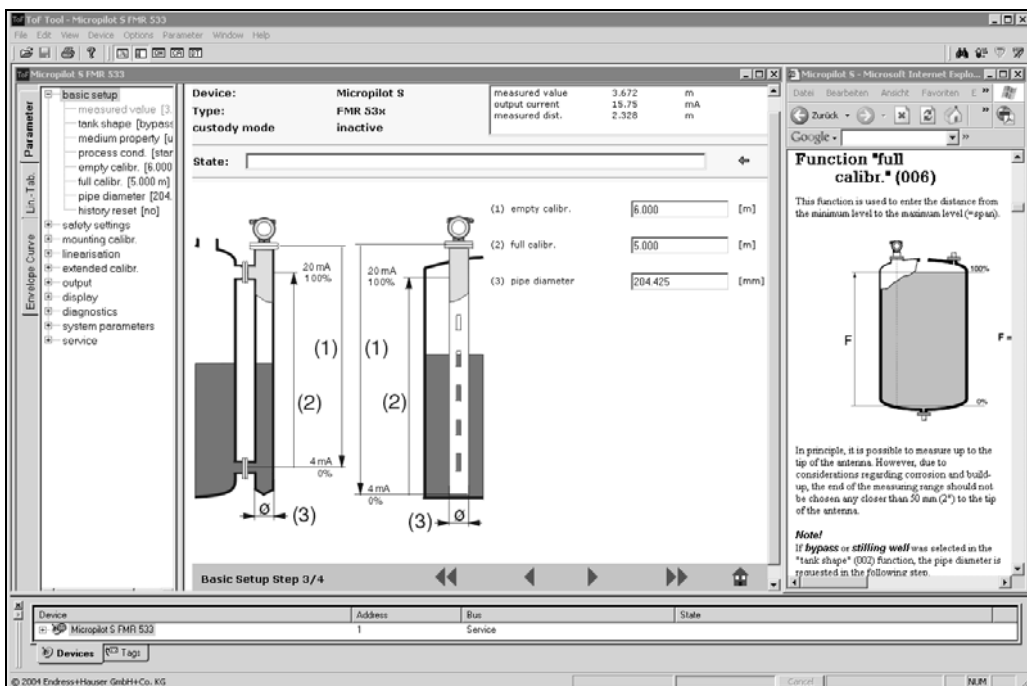 ToF Tool - Micropilot S FMR 533
File Edit View Device Options Parameter Window Help
Micropilot S FMR 533
Parameter
Lin.-Tab.
Envelope Curve
basic setup
measured value [3.
tank shape [bypass
medium property [u
process cond. [star
empty calibr. [6.000
full calibr. [5.000 m]
pipe diameter [204.
history reset [no]
safety settings
mounting calibr.
linearisation
extended calibr.
output
display
diagnostics
system parameters
service
Device: Micropilot S
Type: FMR 53x
custody mode inactive
measured value 3.672 m
output current 15.75 mA
measured dist. 2.328 m
State:
(1) empty calibr. 6.000 [m]
(2) full calibr. 5.000 [m]
(3) pipe diameter 204.425 [mm]
20 mA
100%
(1)
(2)
4 mA
0%
Ø
(3)
20 mA
100%
(1)
(2)
4 mA
0%
(3)
Ø
Basic Setup Step 3/4
Micropilot S - Microsoft Internet Explo...
Datei Bearbeiten Ansicht Favoriten E »
Zurück
Google
Function "full
calibr." (006)
This function is used to enter the distance from
the minimum level to the maximum level (=span).
100%
F
F =
0%
In principle, it is possible to measure up to the
tip of the antenna. However, due to
considerations regarding corrosion and build-
up, the end of the measuring range should not
be chosen any closer than 50 mm (2") to the tip
of the antenna.
Note!
If bypass or stilling well was selected in the
"tank shape" (002) function, the pipe diameter is
requested in the following step.
Device Address Bus State
Micropilot S FMR 533 1 Service
Devices Tags
© 2004 Endress+Hauser GmbH+Co. KG
Cancel
NUM